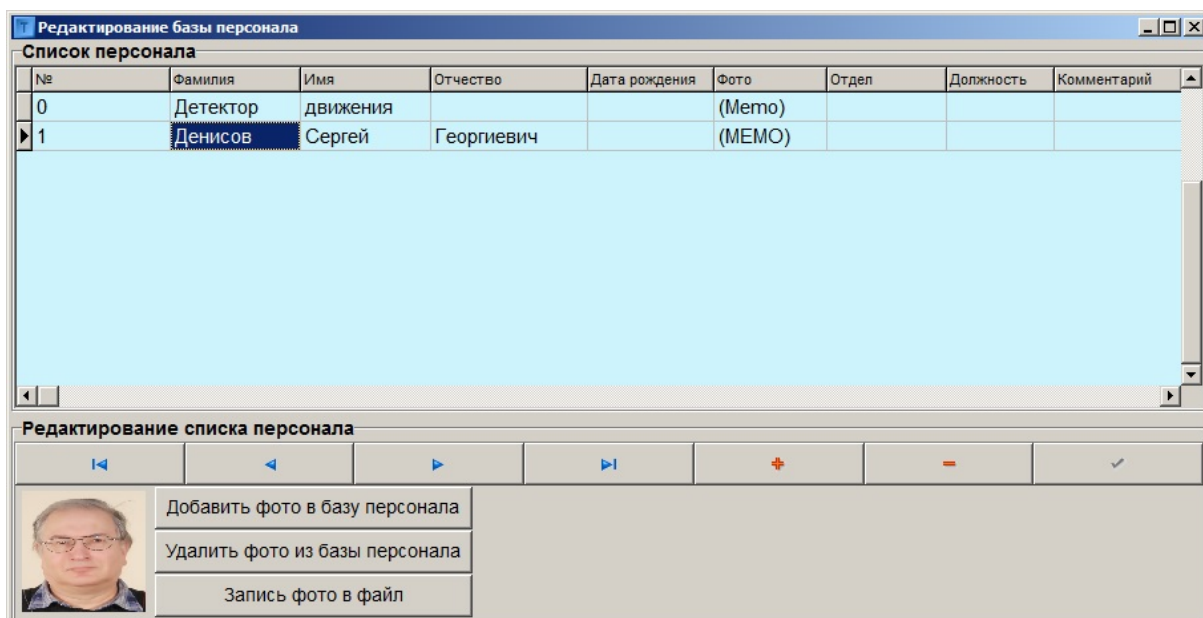 Редактирование базы персонала
Список персонала
№ Фамилия Имя Отчество Дата рождения Фото Отдел Должность Комментарий
0 Детектор движения (Memo)
1 Денисов Сергей Георгиевич (MEMO)
Редактирование списка персонала
Добавить фото в базу персонала
Удалить фото из базы персонала
Запись фото в файл